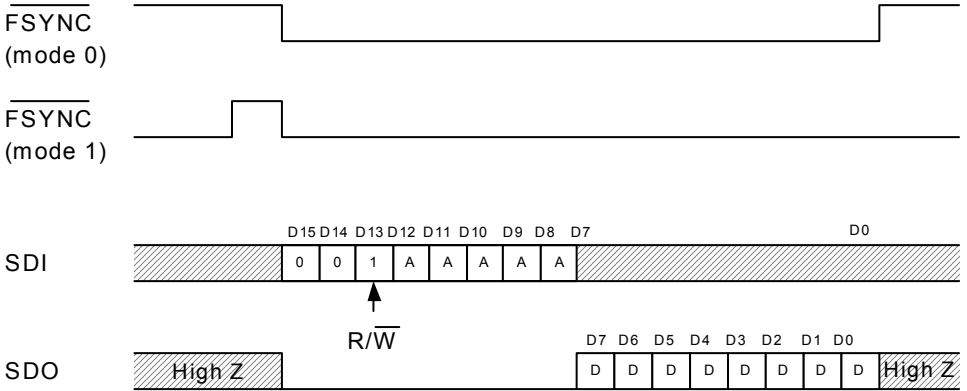 FSYNC
(mode 0)
FSYNC
(mode 1)
D15 D14 D13 D12 D11 D10 D9 D8 D7 D0
SDI 0 0 1 A A A A A
R/W
D7 D6 D5 D4 D3 D2 D1 D0
SDO High Z D D D D D D D D High Z